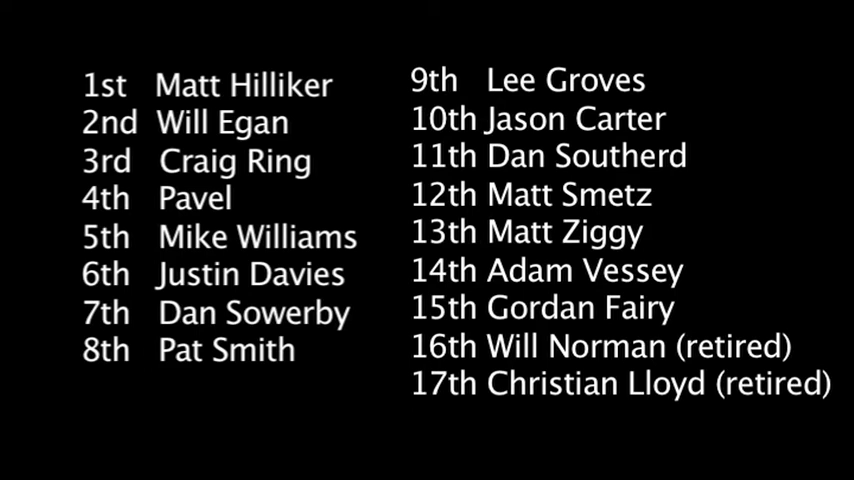 1st Matt Hilliker
2nd Will Egan
3rd Craig Ring
4th Pavel
5th Mike Williams
6th Justin Davies
7th Dan Sowerby
8th Pat Smith
9th Lee Groves
10th Jason Carter
11th Dan Southerd
12th Matt Smetz
13th Matt Ziggy
14th Adam Vessey
15th Gordan Fairy
16th Will Norman (retired)
17th Christian Lloyd (retired)